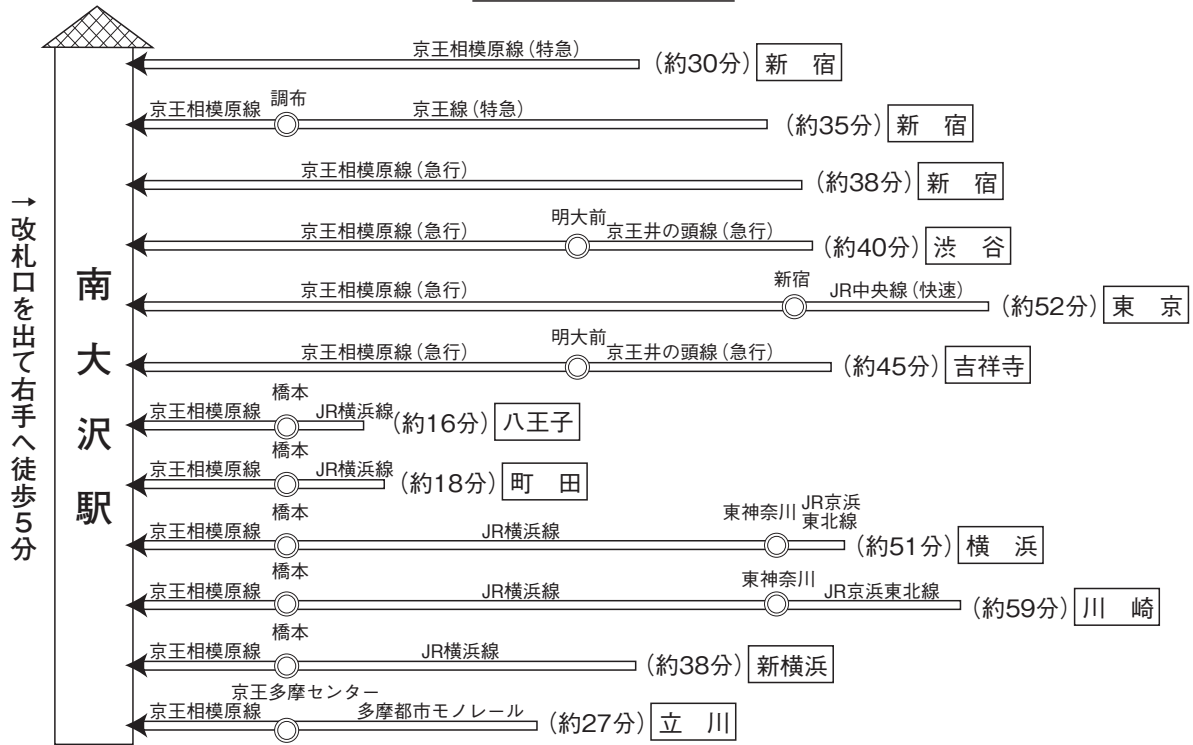 京王相模原線(特急)
(約30分) 新 宿
調布
京王相模原線 京王線(特急)
(約35分) 新 宿
京王相模原線(急行)
(約38分) 新 宿
明大前
京王相模原線(急行) 京王井の頭線(急行)
(約40分) 渋 谷
新宿
京王相模原線(急行) JR中央線(快速)
(約52分) 東 京
明大前
京王相模原線(急行) 京王井の頭線(急行)
(約45分) 吉祥寺
橋本
京王相模原線 JR横浜線
(約16分) 八王子
橋本
京王相模原線 JR横浜線
(約18分) 町 田
橋本
東神奈川 JR京浜東北線
京王相模原線 JR横浜線
(約51分) 横 浜
橋本
東神奈川
京王相模原線 JR横浜線 JR京浜東北線
(約59分) 川 崎
橋本
京王相模原線 JR横浜線
(約38分) 新横浜
京王多摩センター
京王相模原線 多摩都市モノレール
(約27分) 立 川
南大沢駅
→改札口を出て右手へ徒歩5分